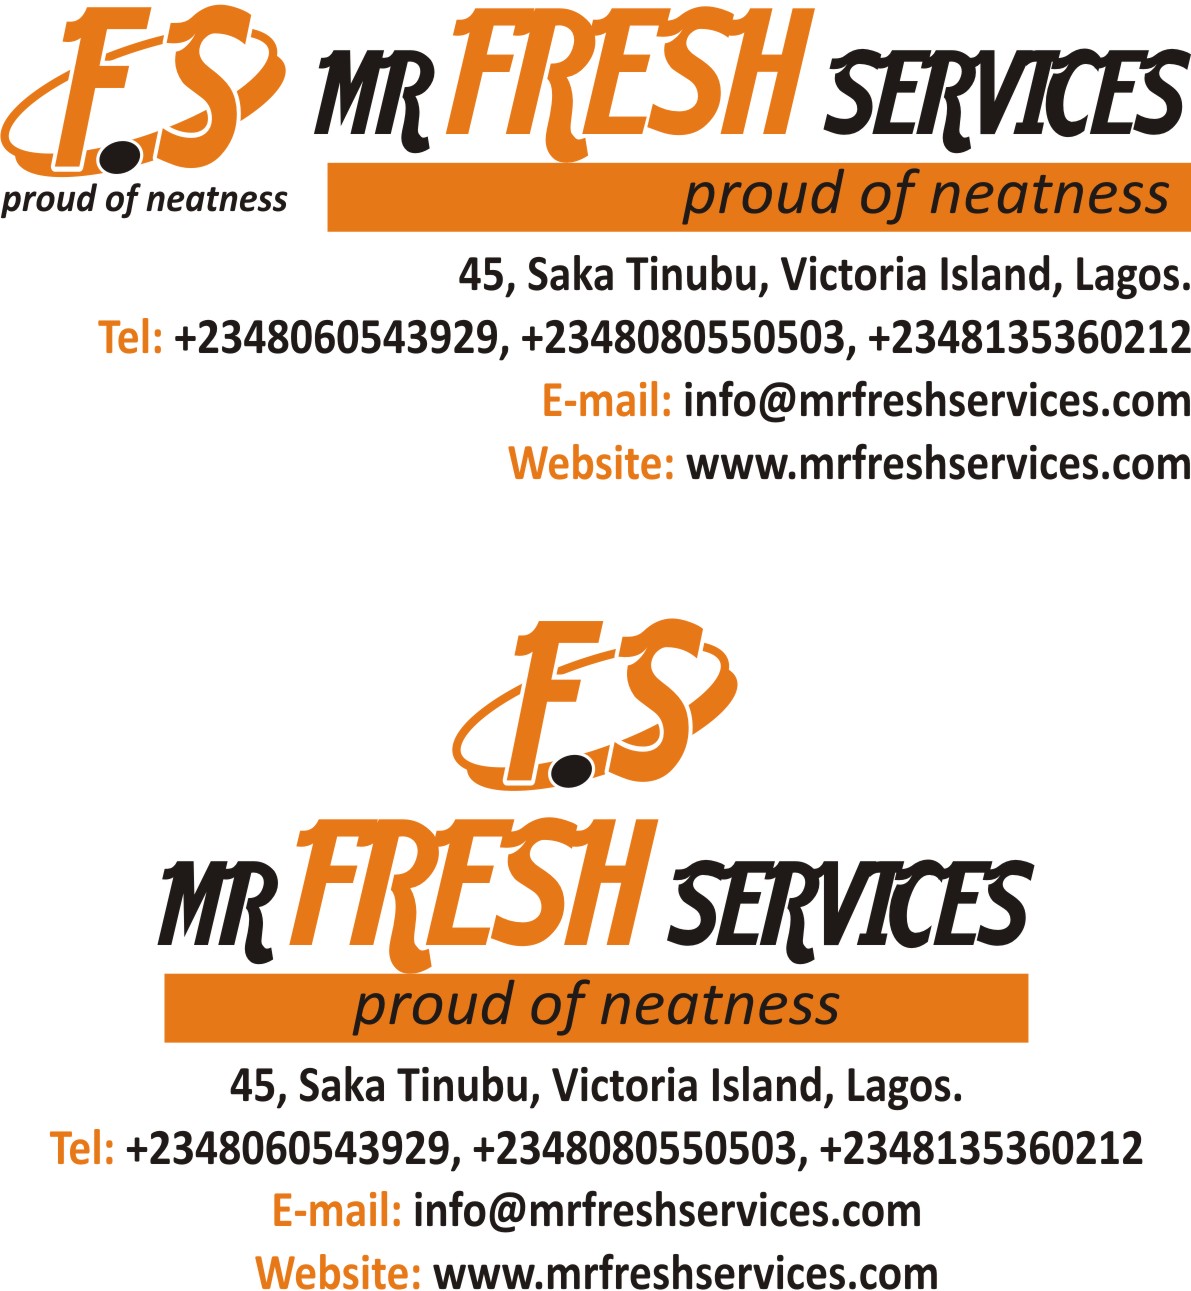 F.S MR FRESH SERVICES
proud of neatness
proud of neatness
45, Saka Tinubu, Victoria Island, Lagos.
Tel: +2348060543929, +2348080550503, +2348135360212
E-mail: info@mrfreshservices.com
Website: www.mrfreshservices.com
F.S
MR FRESH SERVICES
proud of neatness
45, Saka Tinubu, Victoria Island, Lagos.
Tel: +2348060543929, +2348080550503, +2348135360212
E-mail: info@mrfreshservices.com
Website: www.mrfreshservices.com